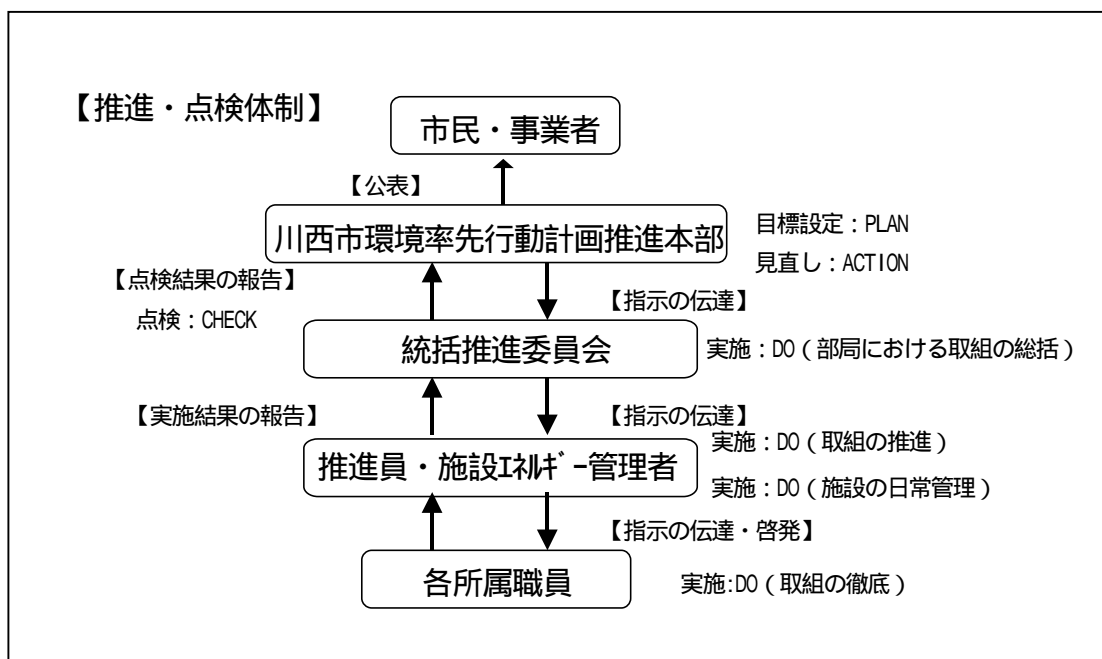 【推進・点検体制】
市民・事業者
【公表】
川西市環境率先行動計画推進本部
目標設定：PLAN
見直し：ACTION
【点検結果の報告】
点検：CHECK
【指示の伝達】
統括推進委員会
実施：DO（部局における取組の総括）
【実施結果の報告】
【指示の伝達】
推進員・施設ｴﾈﾙｷﾞｰ管理者
実施：DO（取組の推進）
実施：DO（施設の日常管理）
【指示の伝達・啓発】
各所属職員
実施:DO（取組の徹底）